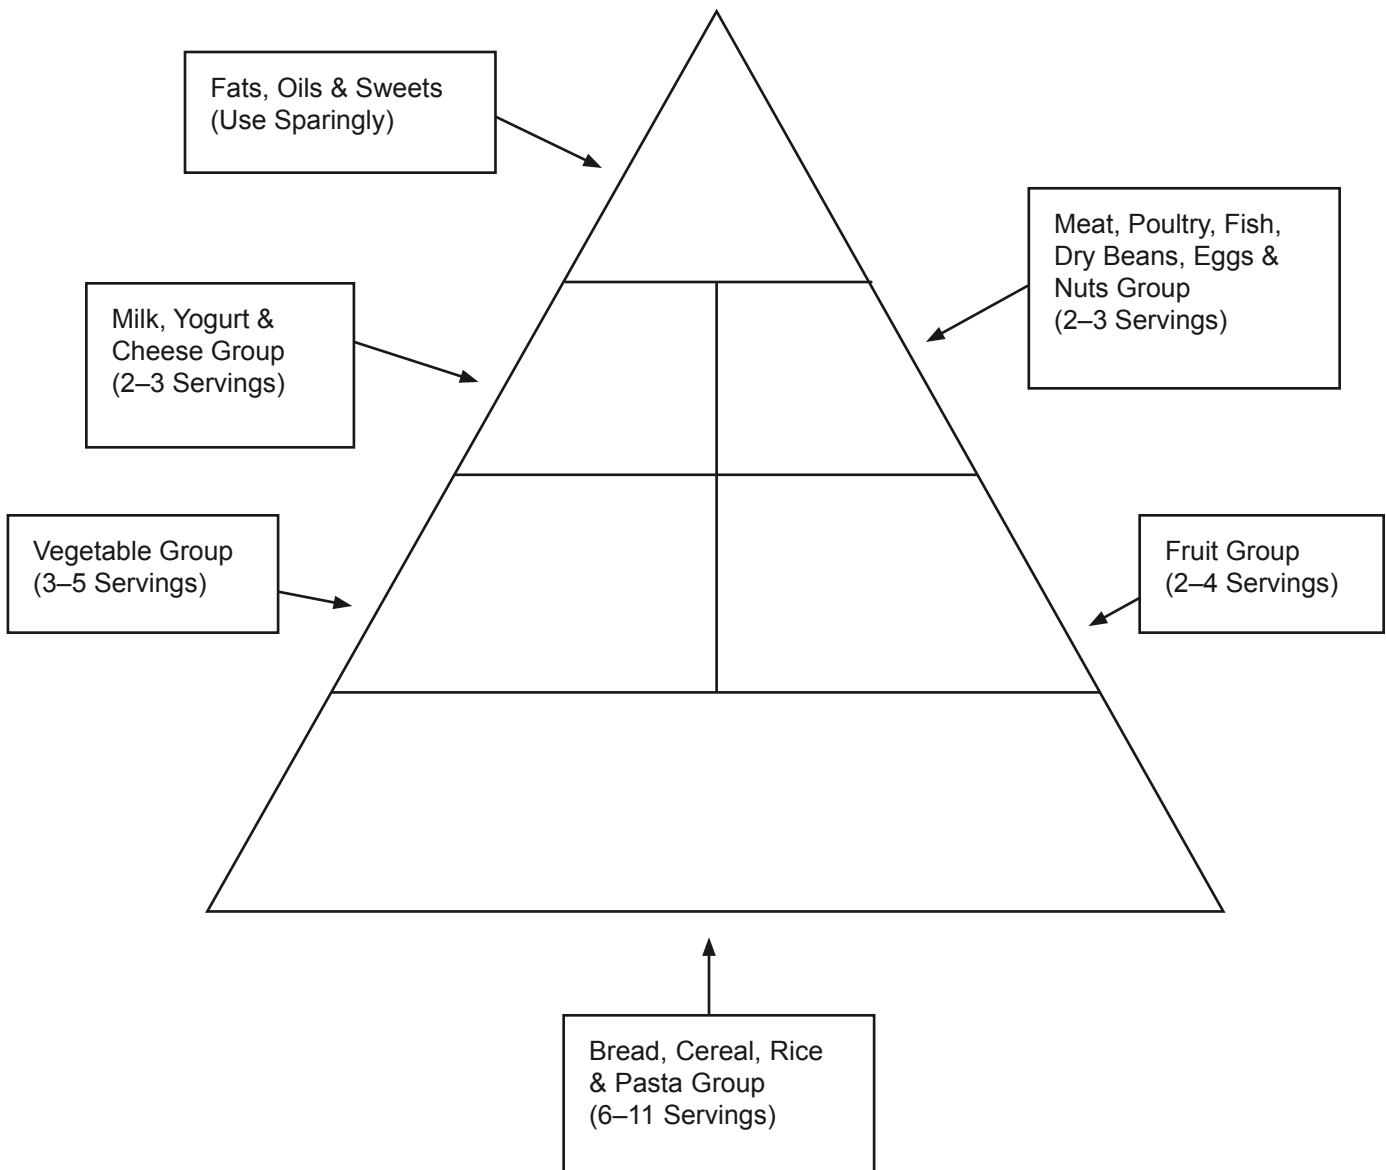 Fats, Oils & Sweets
(Use Sparingly)
Meat, Poultry, Fish,
Dry Beans, Eggs &
Nuts Group
(2–3 Servings)
Milk, Yogurt &
Cheese Group
(2–3 Servings)
Vegetable Group
(3–5 Servings)
Fruit Group
(2–4 Servings)
Bread, Cereal, Rice
& Pasta Group
(6–11 Servings)